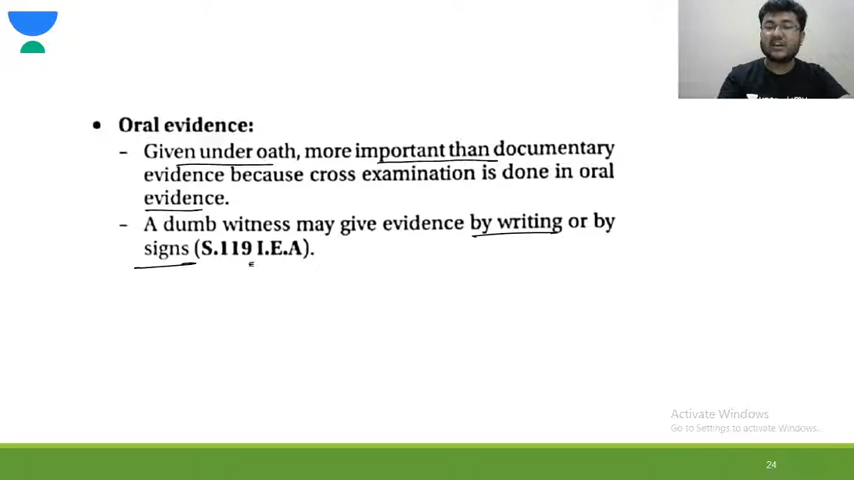 • Oral evidence:
– Given under oath, more important than documentary
evidence because cross examination is done in oral
evidence.
– A dumb witness may give evidence by writing or by
signs (S.119 I.E.A).
Activate Windows
Go to Settings to activate Windows.
24